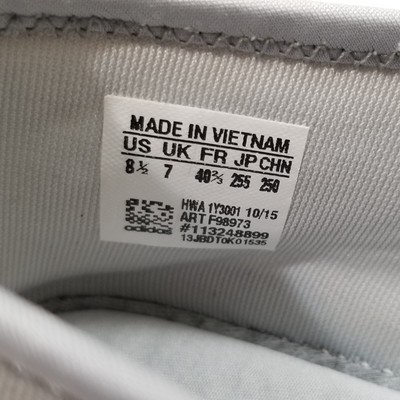 MADE IN VIETNAM
US UK FR JP CHN
8½ 7 40⅔ 255 250
HWA 1Y3001 10/15
ART F98973
adidas #113248899
13JBDT0K01535